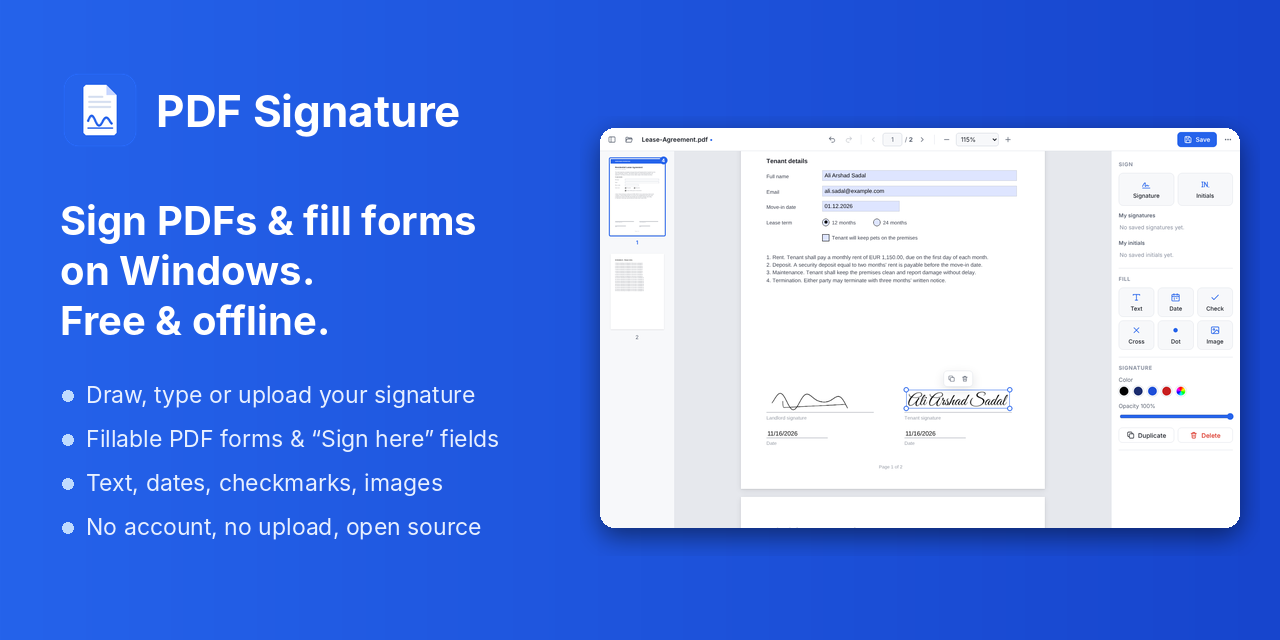 PDF Signature
Sign PDFs & fill forms
on Windows.
Free & offline.
Draw, type or upload your signature
Fillable PDF forms & “Sign here” fields
Text, dates, checkmarks, images
No account, no upload, open source
Lease-Agreement.pdf •
1 / 2
115%
Save
4
1
2
Tenant details
Full name Ali Arshad Sadal
Email ali.sadal@example.com
Move-in date 01.12.2026
Lease term 12 months 24 months
Tenant will keep pets on the premises
1. Rent. Tenant shall pay a monthly rent of EUR 1,150.00, due on the first day of each month.
2. Deposit. A security deposit equal to two months' rent is payable before the move-in date.
3. Maintenance. Tenant shall keep the premises clean and report damage without delay.
4. Termination. Either party may terminate with three months' written notice.
Ali Arshad Sadal
Landlord signature Tenant signature
11/16/2026 11/16/2026
Date Date
Page 1 of 2
SIGN
Signature Initials
My signatures
No saved signatures yet.
My initials
No saved initials yet.
FILL
Text Date Check
Cross Dot Image
SIGNATURE
Color
Opacity 100%
Duplicate Delete